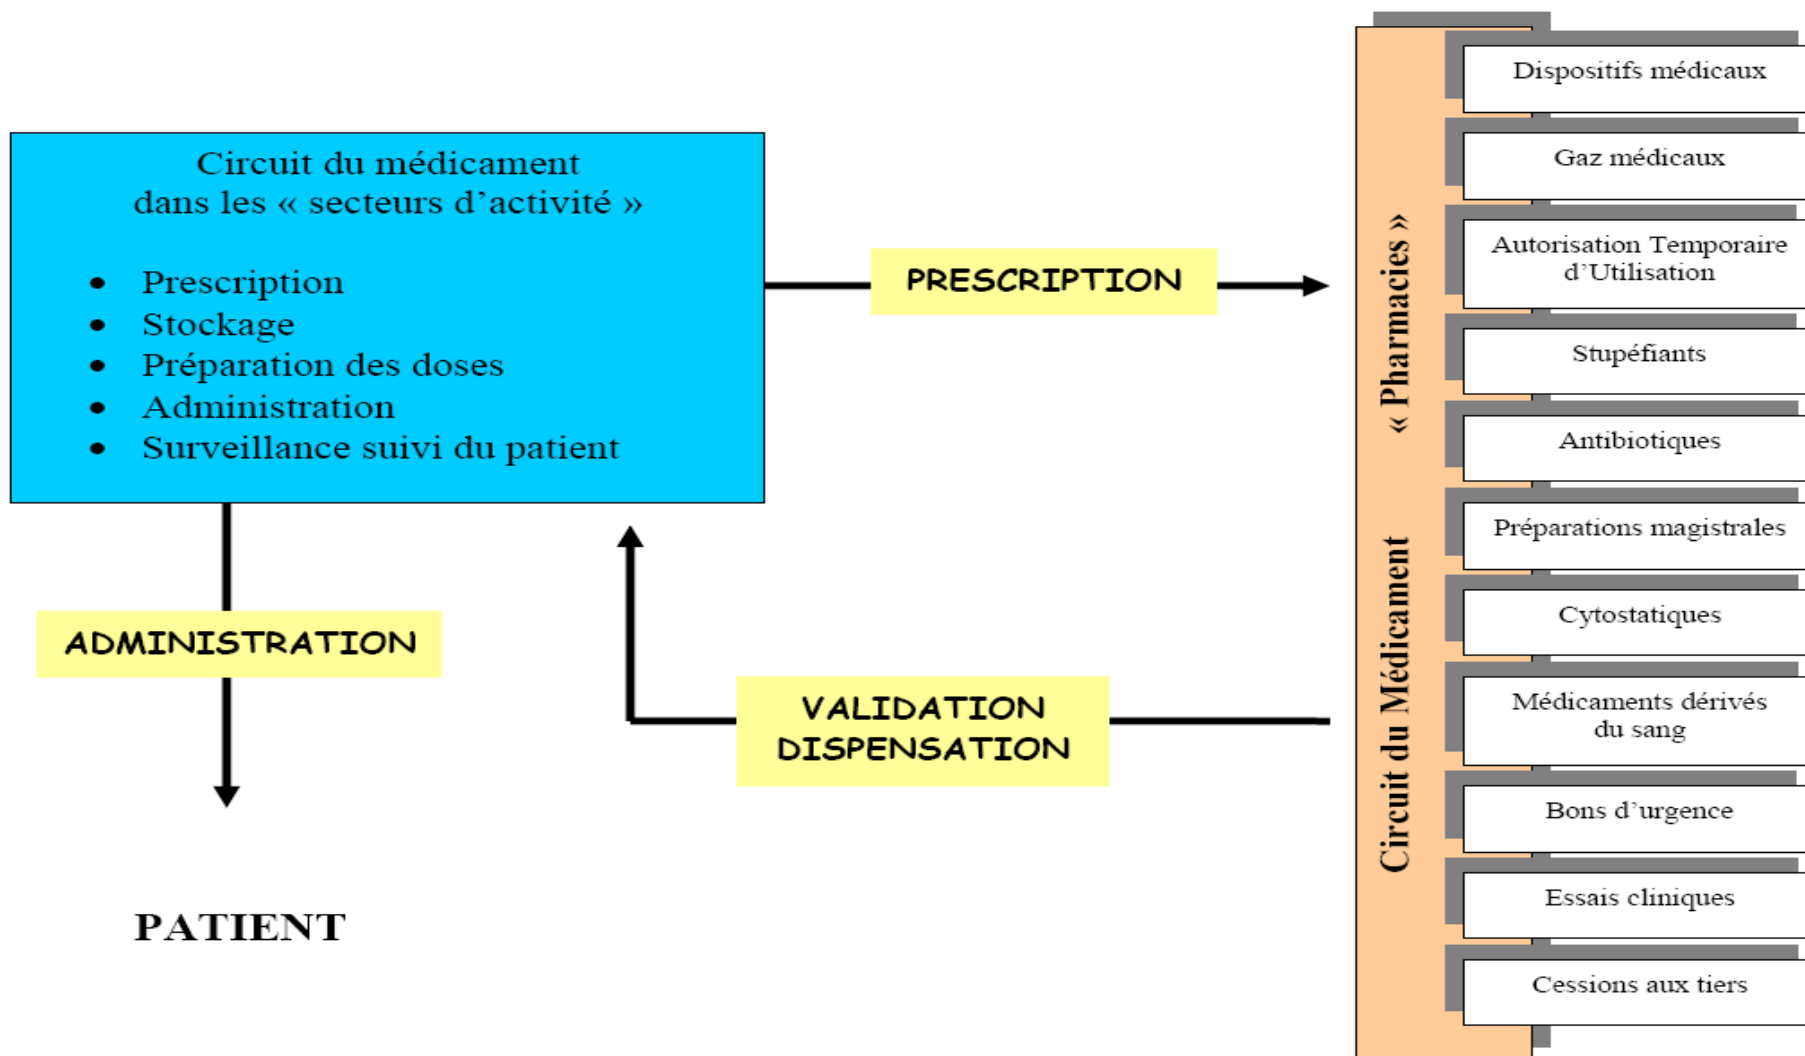 Circuit du médicament
dans les « secteurs d’activité »
• Prescription
• Stockage
• Préparation des doses
• Administration
• Surveillance suivi du patient
PRESCRIPTION
ADMINISTRATION
VALIDATION
DISPENSATION
PATIENT
Circuit du Médicament « Pharmacies »
Dispositifs médicaux
Gaz médicaux
Autorisation Temporaire
d’Utilisation
Stupéfiants
Antibiotiques
Préparations magistrales
Cytostatiques
Médicaments dérivés
du sang
Bons d’urgence
Essais cliniques
Cessions aux tiers